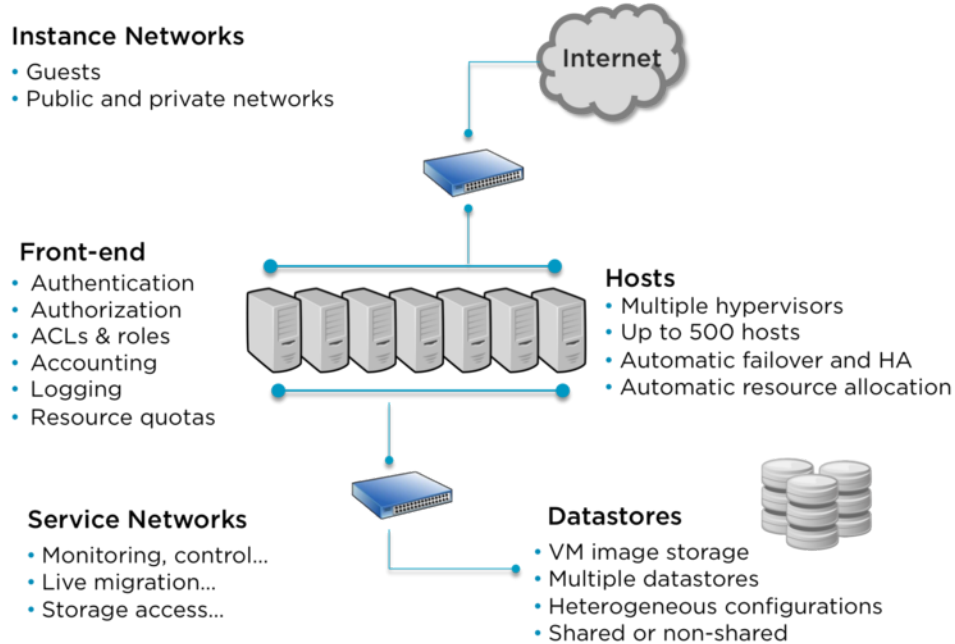 Instance Networks
• Guests
• Public and private networks
Internet
Front-end
• Authentication
• Authorization
• ACLs & roles
• Accounting
• Logging
• Resource quotas
Hosts
• Multiple hypervisors
• Up to 500 hosts
• Automatic failover and HA
• Automatic resource allocation
Service Networks
• Monitoring, control...
• Live migration...
• Storage access...
Datastores
• VM image storage
• Multiple datastores
• Heterogeneous configurations
• Shared or non-shared